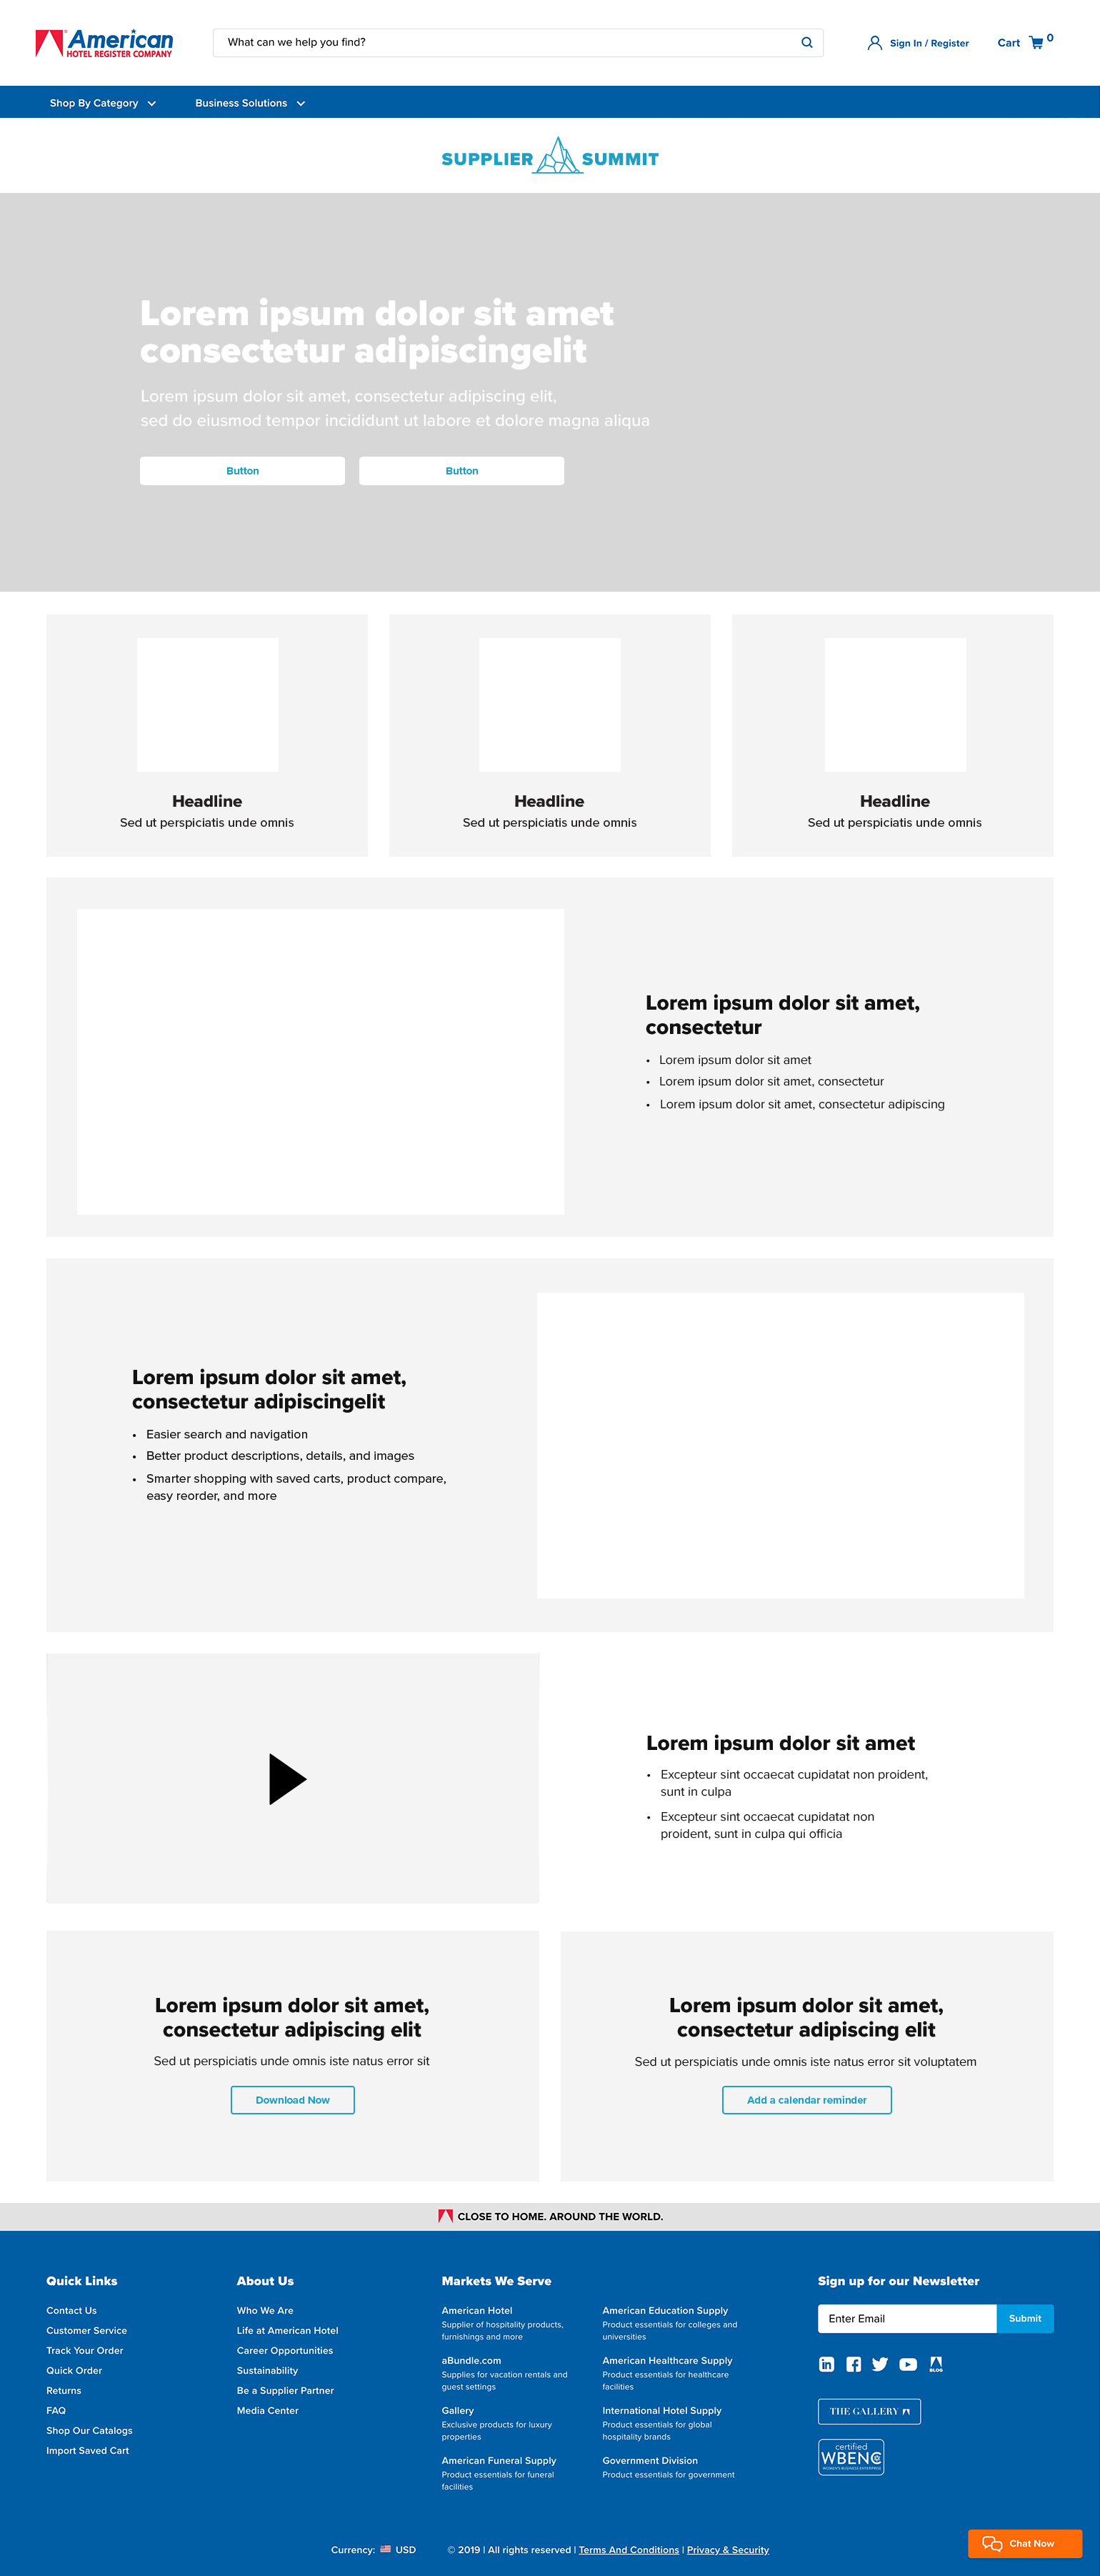 American
HOTEL REGISTER COMPANY
What can we help you find?
Sign In / Register
Cart
0
Shop By Category
Business Solutions
SUPPLIER SUMMIT
Lorem ipsum dolor sit amet
consectetur adipiscingelit
Lorem ipsum dolor sit amet, consectetur adipiscing elit,
sed do eiusmod tempor incididunt ut labore et dolore magna aliqua
Button
Button
Headline
Sed ut perspiciatis unde omnis
Headline
Sed ut perspiciatis unde omnis
Headline
Sed ut perspiciatis unde omnis
Lorem ipsum dolor sit amet,
consectetur
• Lorem ipsum dolor sit amet
• Lorem ipsum dolor sit amet, consectetur
• Lorem ipsum dolor sit amet, consectetur adipiscing
Lorem ipsum dolor sit amet,
consectetur adipiscingelit
• Easier search and navigation
• Better product descriptions, details, and images
• Smarter shopping with saved carts, product compare,
easy reorder, and more
Lorem ipsum dolor sit amet
• Excepteur sint occaecat cupidatat non proident,
sunt in culpa
• Excepteur sint occaecat cupidatat non
proident, sunt in culpa qui officia
Lorem ipsum dolor sit amet,
consectetur adipiscing elit
Sed ut perspiciatis unde omnis iste natus error sit
Download Now
Lorem ipsum dolor sit amet,
consectetur adipiscing elit
Sed ut perspiciatis unde omnis iste natus error sit voluptatem
Add a calendar reminder
CLOSE TO HOME. AROUND THE WORLD.
Quick Links
Contact Us
Customer Service
Track Your Order
Quick Order
Returns
FAQ
Shop Our Catalogs
Import Saved Cart
About Us
Who We Are
Life at American Hotel
Career Opportunities
Sustainability
Be a Supplier Partner
Media Center
Markets We Serve
American Hotel
Supplier of hospitality products,
furnishings and more
aBundle.com
Supplies for vacation rentals and
guest settings
Gallery
Exclusive products for luxury
properties
American Funeral Supply
Product essentials for funeral
facilities
American Education Supply
Product essentials for colleges and
universities
American Healthcare Supply
Product essentials for healthcare
facilities
International Hotel Supply
Product essentials for global
hospitality brands
Government Division
Product essentials for government
Sign up for our Newsletter
Enter Email
Submit
BLOG
THE GALLERY
certified
WBENC
WOMEN'S BUSINESS ENTERPRISE
Currency: USD
© 2019 | All rights reserved | Terms And Conditions | Privacy & Security
Chat Now